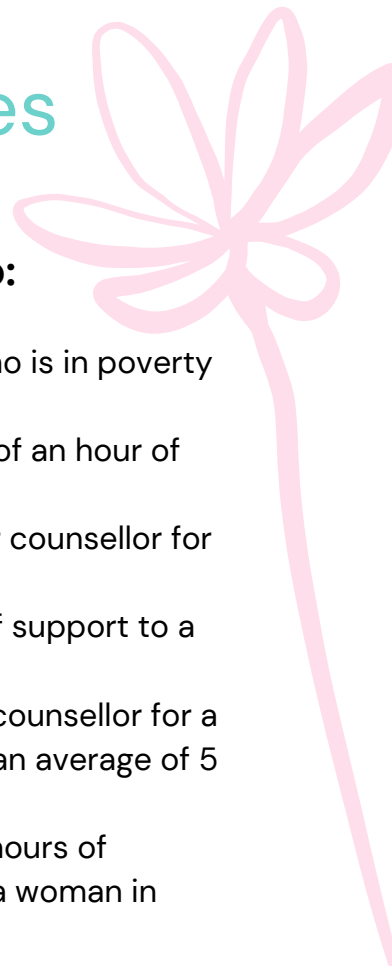 es
:
o is in poverty
of an hour of
counsellor for
support to a
counsellor for a
an average of 5
hours of
a woman in